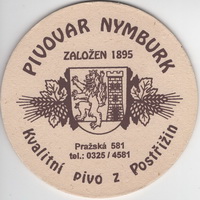 PIVOVAR NYMBURK
ZALOŽEN 1895
Pražská 581
tel.: 0325 / 4581
Kvalitní pivo z Postřižin